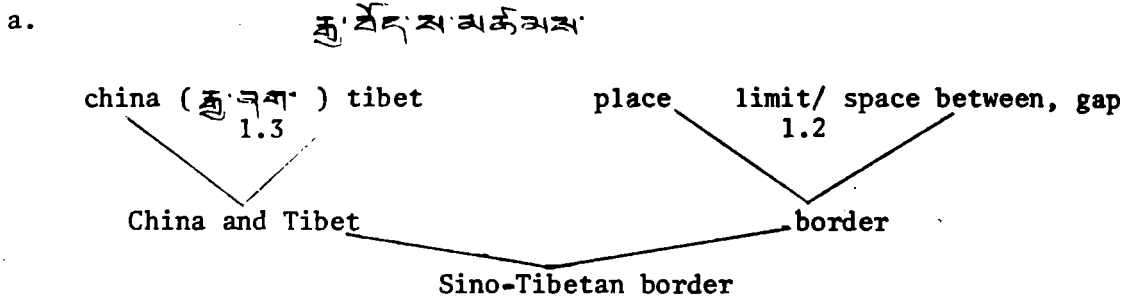 a. རྒྱ་བོད་ས་མཚམས་
china (རྒྱ་ནག་ ) tibet place limit/ space between, gap
1.3 1.2
China and Tibet border
Sino-Tibetan border